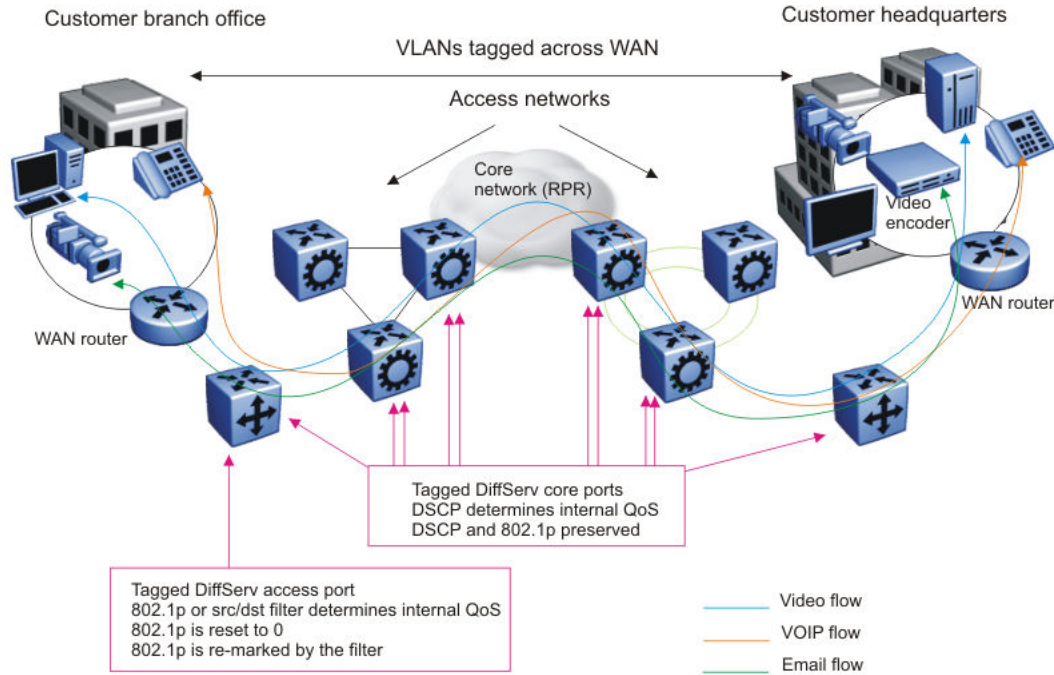 Customer branch office
Customer headquarters
VLANs tagged across WAN
Access networks
Core
network (RPR)
Video
encoder
WAN router
WAN router
Tagged DiffServ core ports
DSCP determines internal QoS
DSCP and 802.1p preserved
Tagged DiffServ access port
802.1p or src/dst filter determines internal QoS
802.1p is reset to 0
802.1p is re-marked by the filter
Video flow
VOIP flow
Email flow